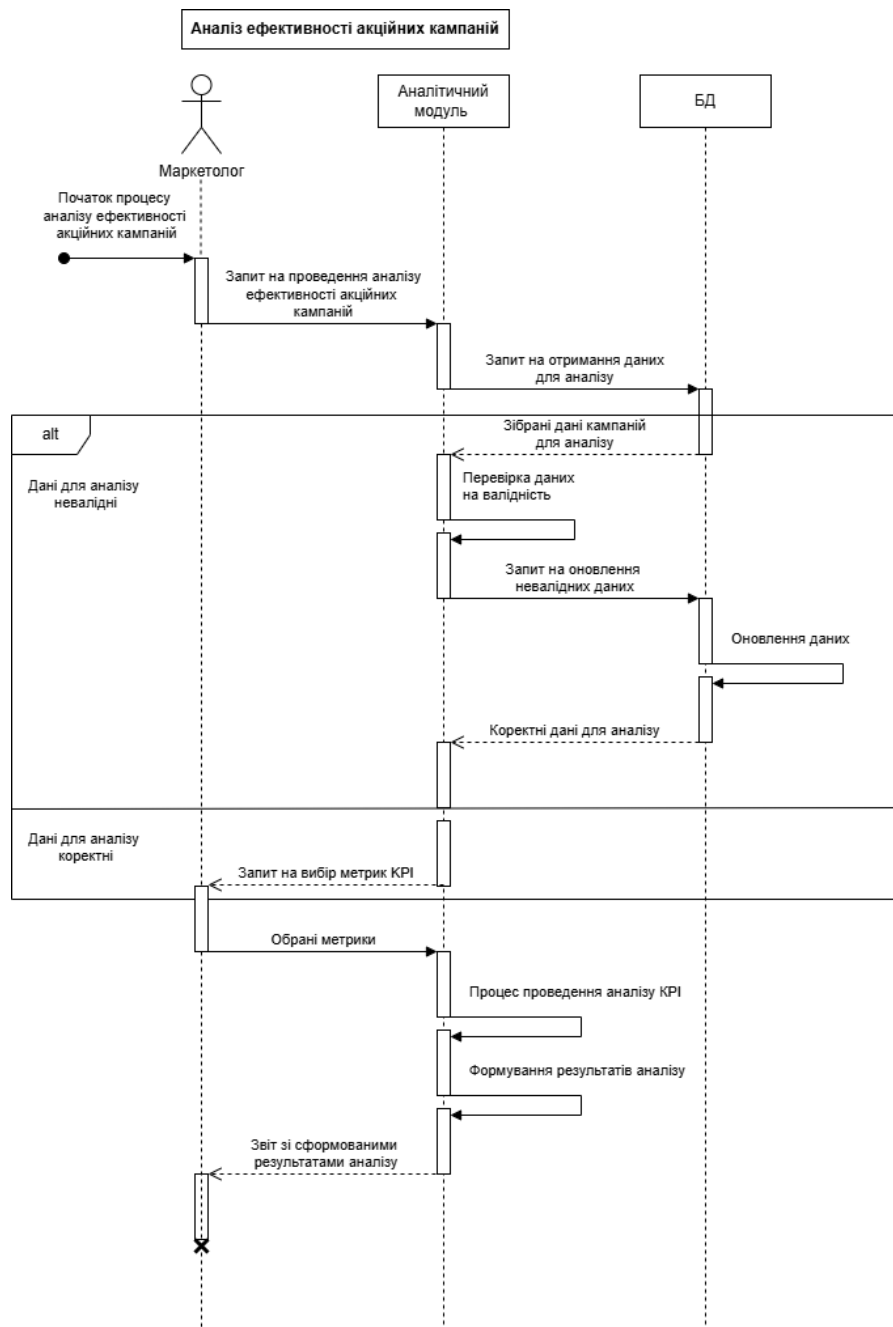 Аналіз ефективності акційних кампаній
Аналітичний
модуль
БД
Маркетолог
Початок процесу
аналізу ефективності
акційних кампаній
Запит на проведення аналізу
ефективності акційних
кампаній
Запит на отримання даних
для аналізу
alt
Зібрані дані кампаній
для аналізу
Дані для аналізу
невалідні
Перевірка даних
на валідність
Запит на оновлення
невалідних даних
Оновлення даних
Коректні дані для аналізу
Дані для аналізу
коректні
Запит на вибір метрик KPI
Обрані метрики
Процес проведення аналізу KPI
Формування результатів аналізу
Звіт зі сформованими
результатами аналізу